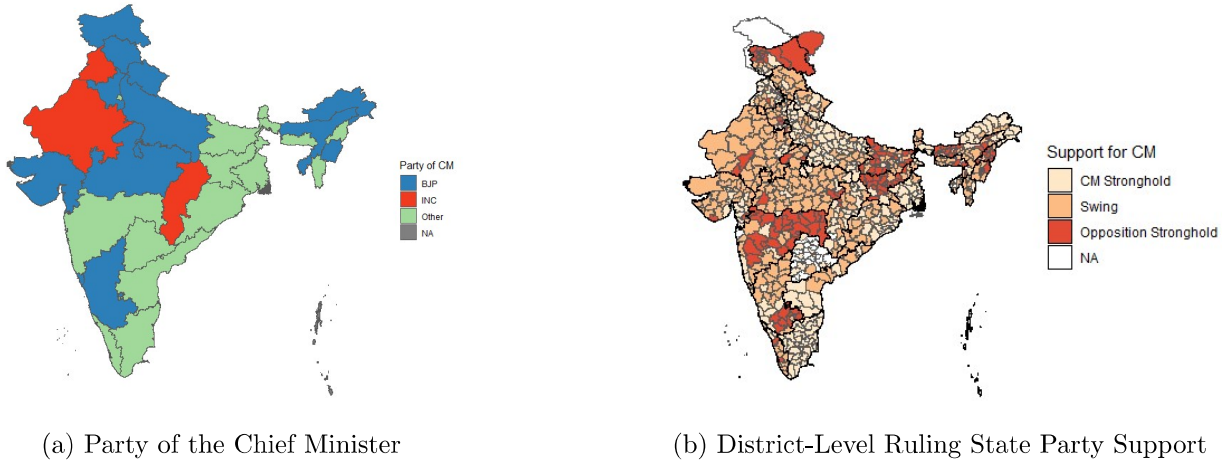 Party of CM
BJP
INC
Other
NA
Support for CM
CM Stronghold
Swing
Opposition Stronghold
NA
(a) Party of the Chief Minister
(b) District-Level Ruling State Party Support